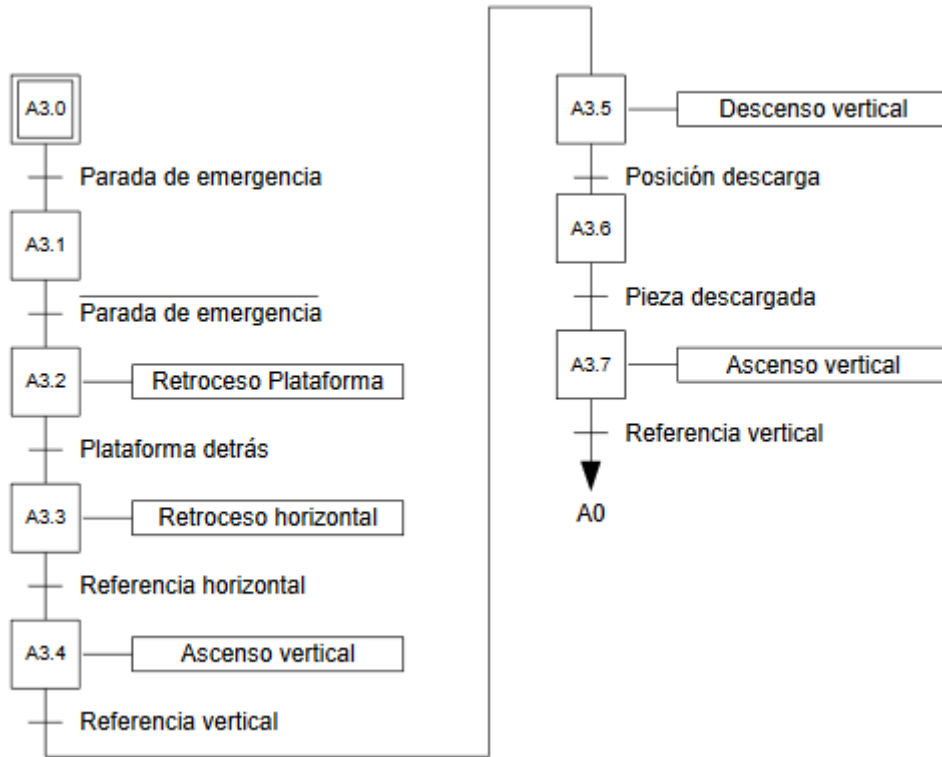 A3.0
Parada de emergencia
A3.1
Parada de emergencia
A3.2
Retroceso Plataforma
Plataforma detrás
A3.3
Retroceso horizontal
Referencia horizontal
A3.4
Ascenso vertical
Referencia vertical
A3.5
Descenso vertical
Posición descarga
A3.6
Pieza descargada
A3.7
Ascenso vertical
Referencia vertical
A0